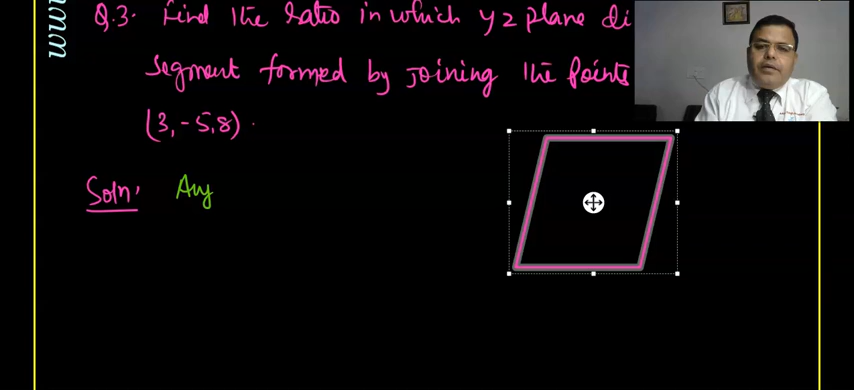 Q.3. Find the ratio in which yz plane di
segment formed by joining the points
(3,-5,8).
Soln:
Any
www